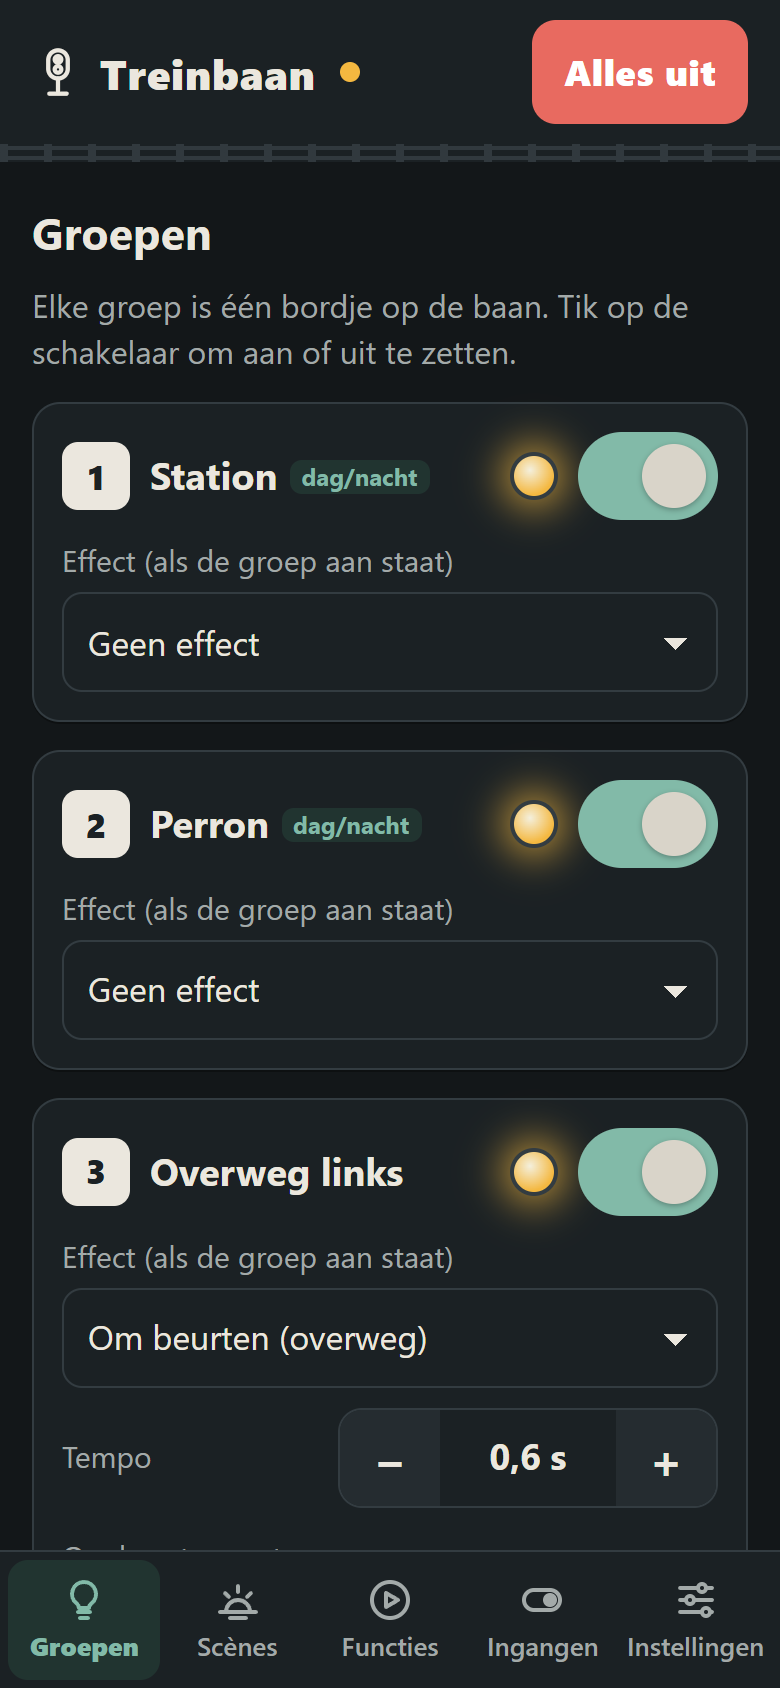 Treinbaan
Alles uit
Groepen
Elke groep is één bordje op de baan. Tik op de
schakelaar om aan of uit te zetten.
1 Station dag/nacht
Effect (als de groep aan staat)
Geen effect
2 Perron dag/nacht
Effect (als de groep aan staat)
Geen effect
3 Overweg links
Effect (als de groep aan staat)
Om beurten (overweg)
Tempo
– 0,6 s +
Groepen
Scènes
Functies
Ingangen
Instellingen